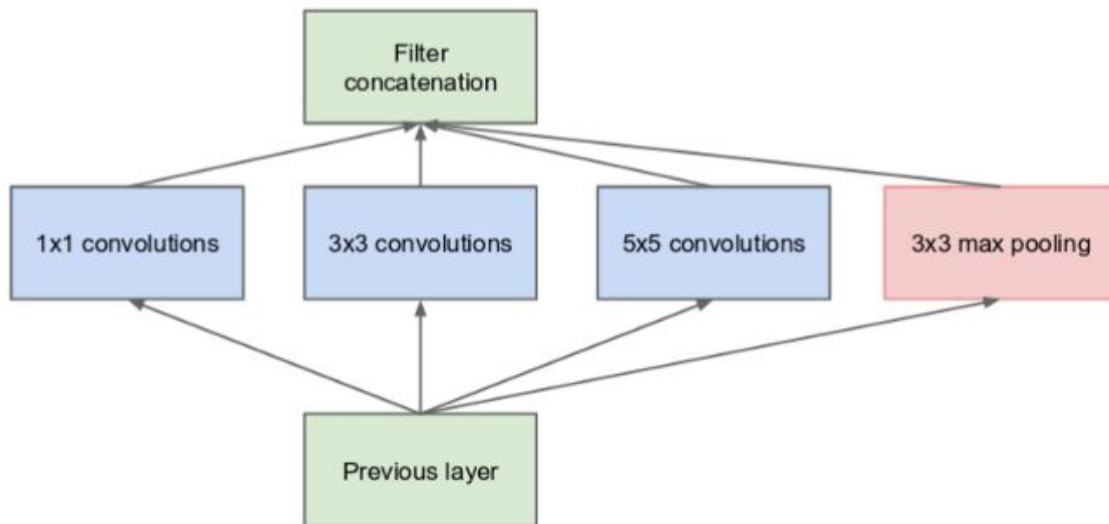 Filter
concatenation
1x1 convolutions
3x3 convolutions
5x5 convolutions
3x3 max pooling
Previous layer